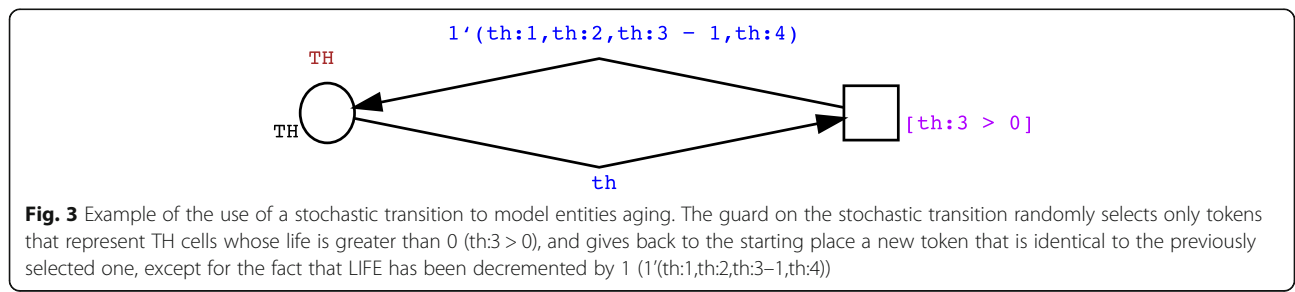 1‘(th:1,th:2,th:3 - 1,th:4)
TH
TH
[th:3 > 0]
th
Fig. 3 Example of the use of a stochastic transition to model entities aging. The guard on the stochastic transition randomly selects only tokens
that represent TH cells whose life is greater than 0 (th:3 > 0), and gives back to the starting place a new token that is identical to the previously
selected one, except for the fact that LIFE has been decremented by 1 (1’(th:1,th:2,th:3–1,th:4))